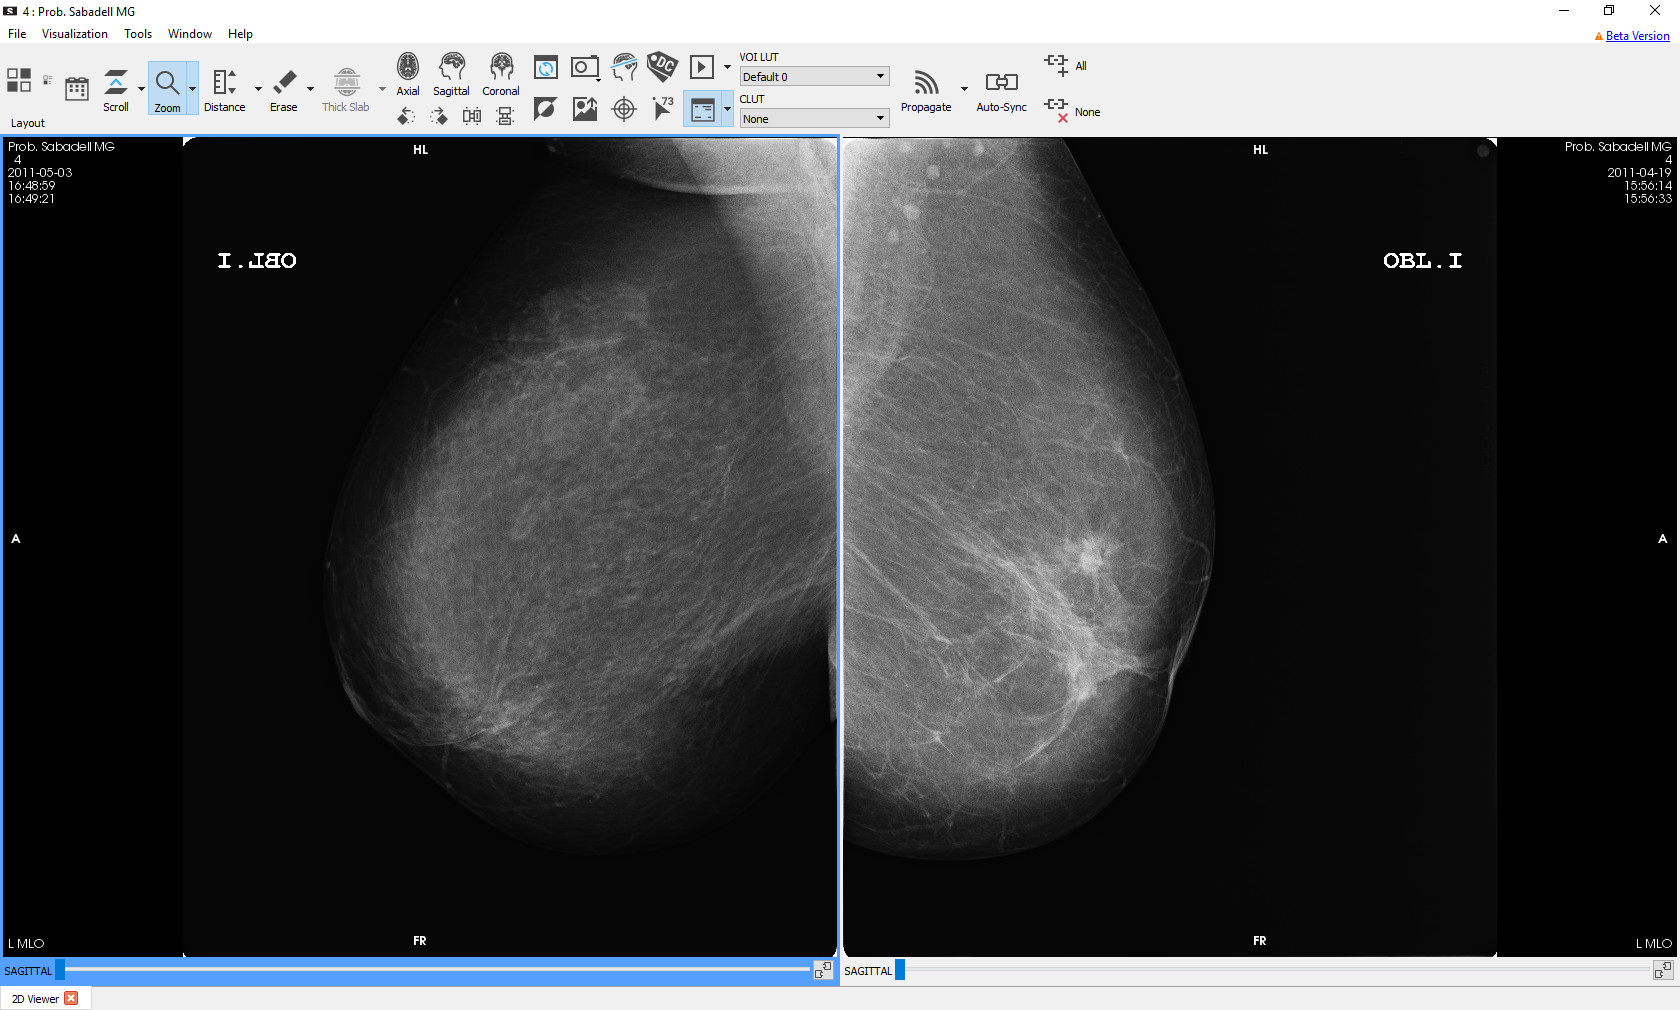 4 : Prob. Sabadell MG
File Visualization Tools Window Help
Beta Version
Layout
Scroll
Zoom
Distance
Erase
Thick Slab
Axial
Sagittal
Coronal
DC
73
VOI LUT
Default 0
CLUT
None
Propagate
Auto-Sync
All
None
Prob. Sabadell MG
4
2011-05-03
16:48:59
16:49:21
HL
OBL.I
A
FR
L MLO
SAGITTAL
Prob. Sabadell MG
4
2011-04-19
15:56:14
15:56:33
HL
OBL.I
A
FR
L MLO
SAGITTAL
2D Viewer